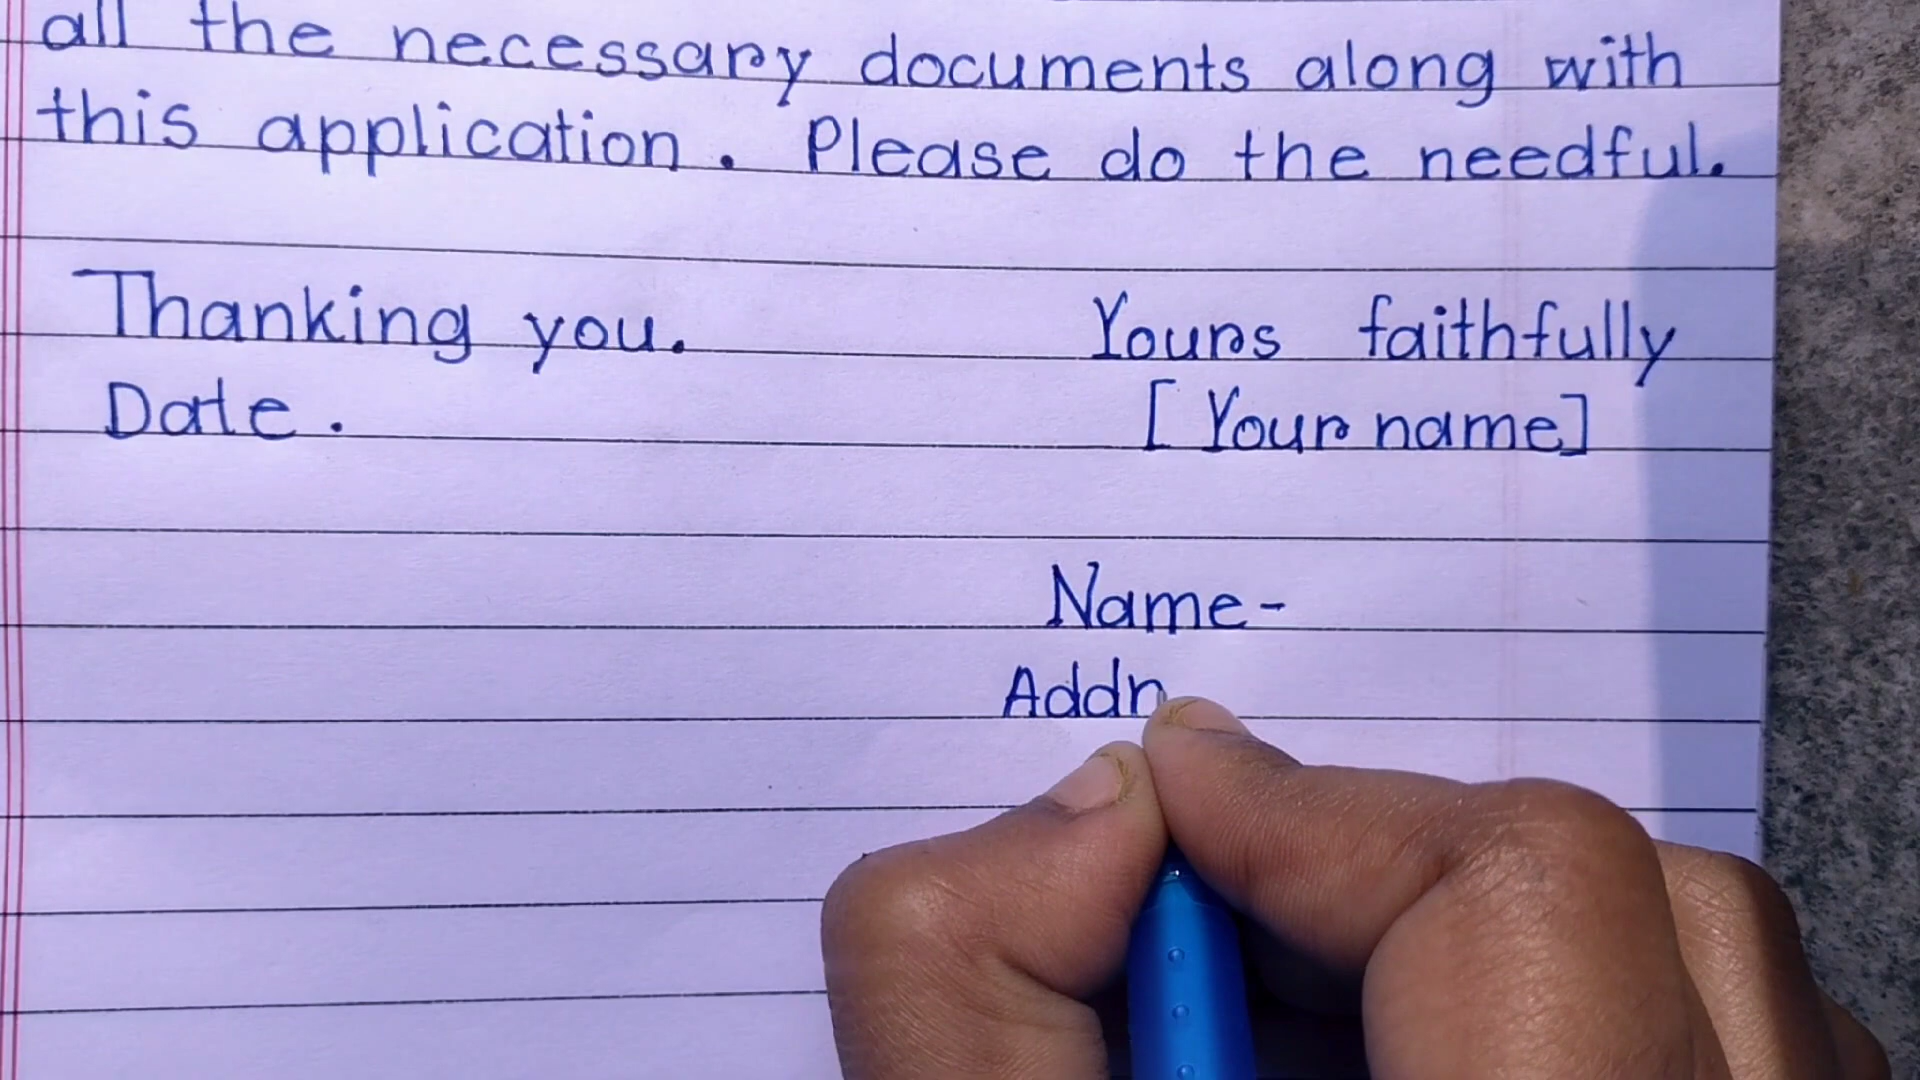 all the necessary documents along with
this application. Please do the needful.
Thanking you. Yours faithfully
Date. [Your name]
Name-
Addr